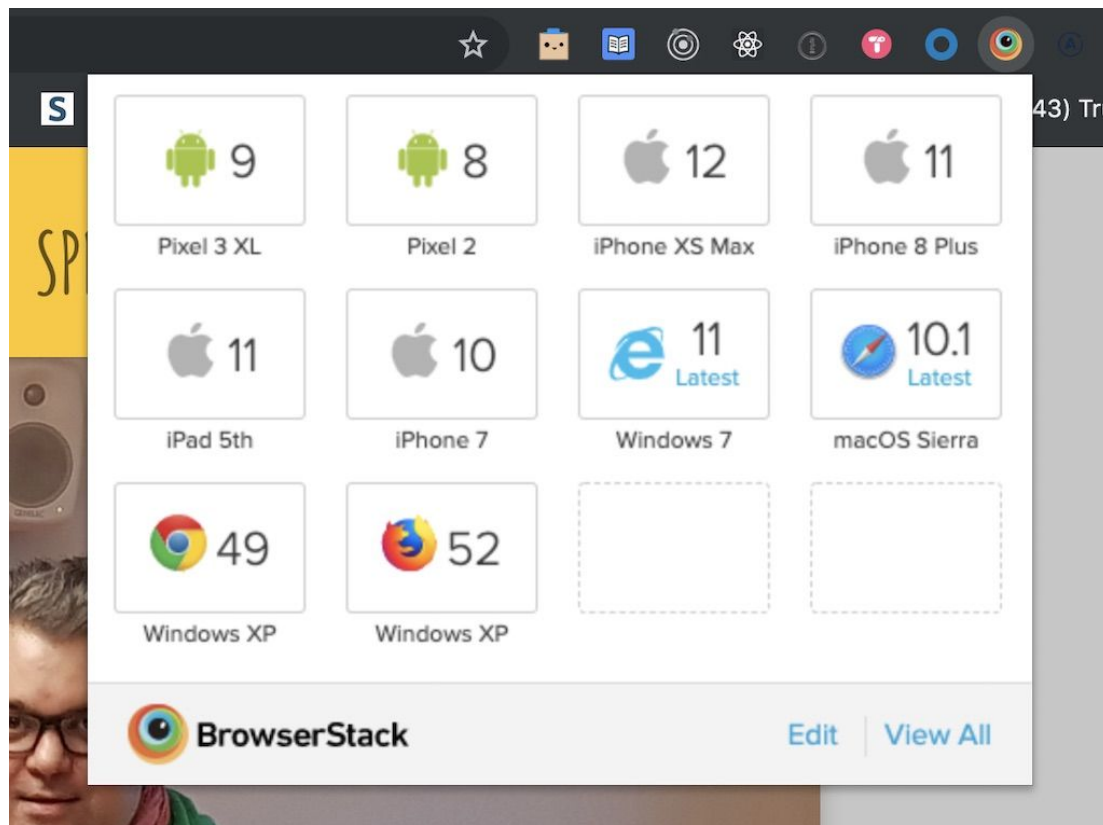 S
43) Tr
SP
9
8
12
11
Pixel 3 XL
Pixel 2
iPhone XS Max
iPhone 8 Plus
11
10
11
Latest
10.1
Latest
iPad 5th
iPhone 7
Windows 7
macOS Sierra
49
52
Windows XP
Windows XP
BrowserStack
Edit
View All